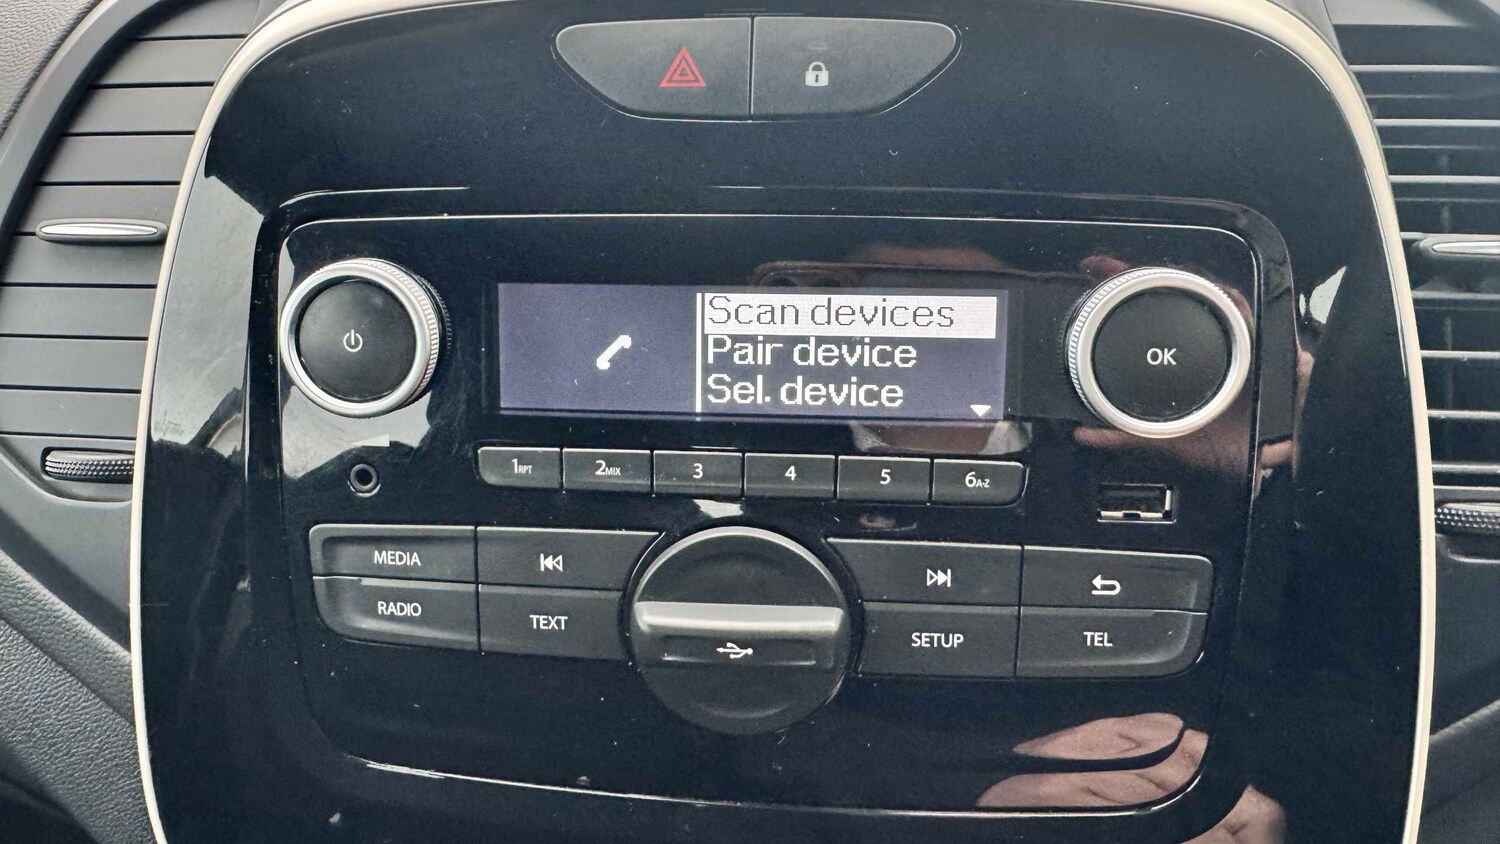 Scan devices
Pair device
Sel. device
OK
1RPT
2MIX
3
4
5
6A-Z
MEDIA
RADIO
TEXT
SETUP
TEL